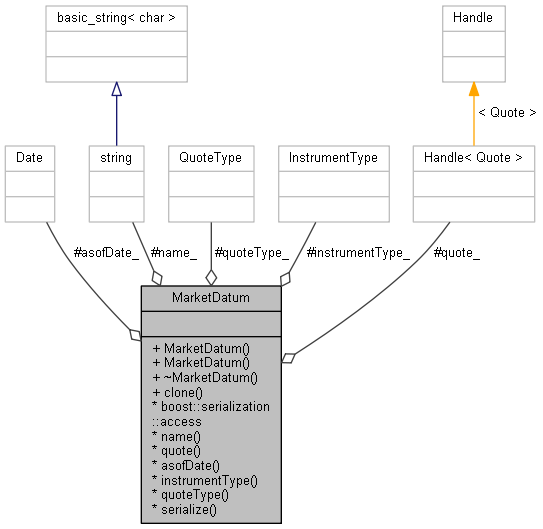 basic_string< char >
Handle
< Quote >
Date
string
QuoteType
InstrumentType
Handle< Quote >
#asofDate_
#name_
#quoteType_
#instrumentType_
#quote_
MarketDatum
+ MarketDatum()
+ MarketDatum()
+ ~MarketDatum()
+ clone()
* boost::serialization
::access
* name()
* quote()
* asofDate()
* instrumentType()
* quoteType()
* serialize()